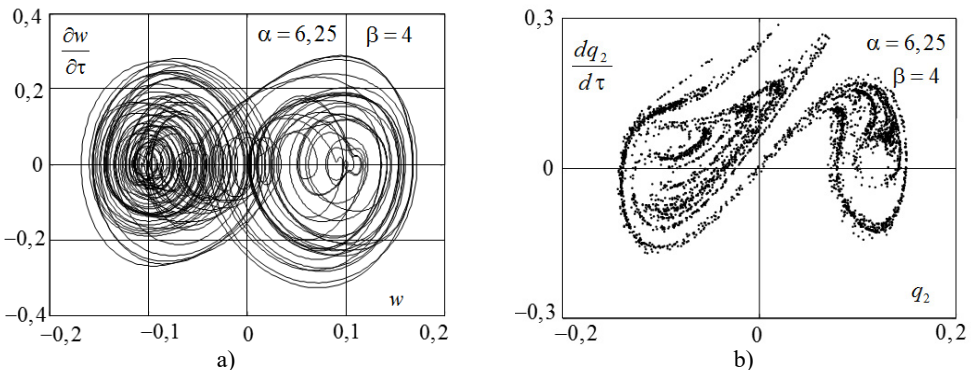 0,4
∂w
∂τ
α = 6,25 β = 4
0,2
0
−0,2
w
−0,4
−0,2 −0,1 0 0,1 0,2
a)
0,3
dq₂
d τ
α = 6,25
β = 4
0
q₂
−0,3
−0,2 0 0,2
b)